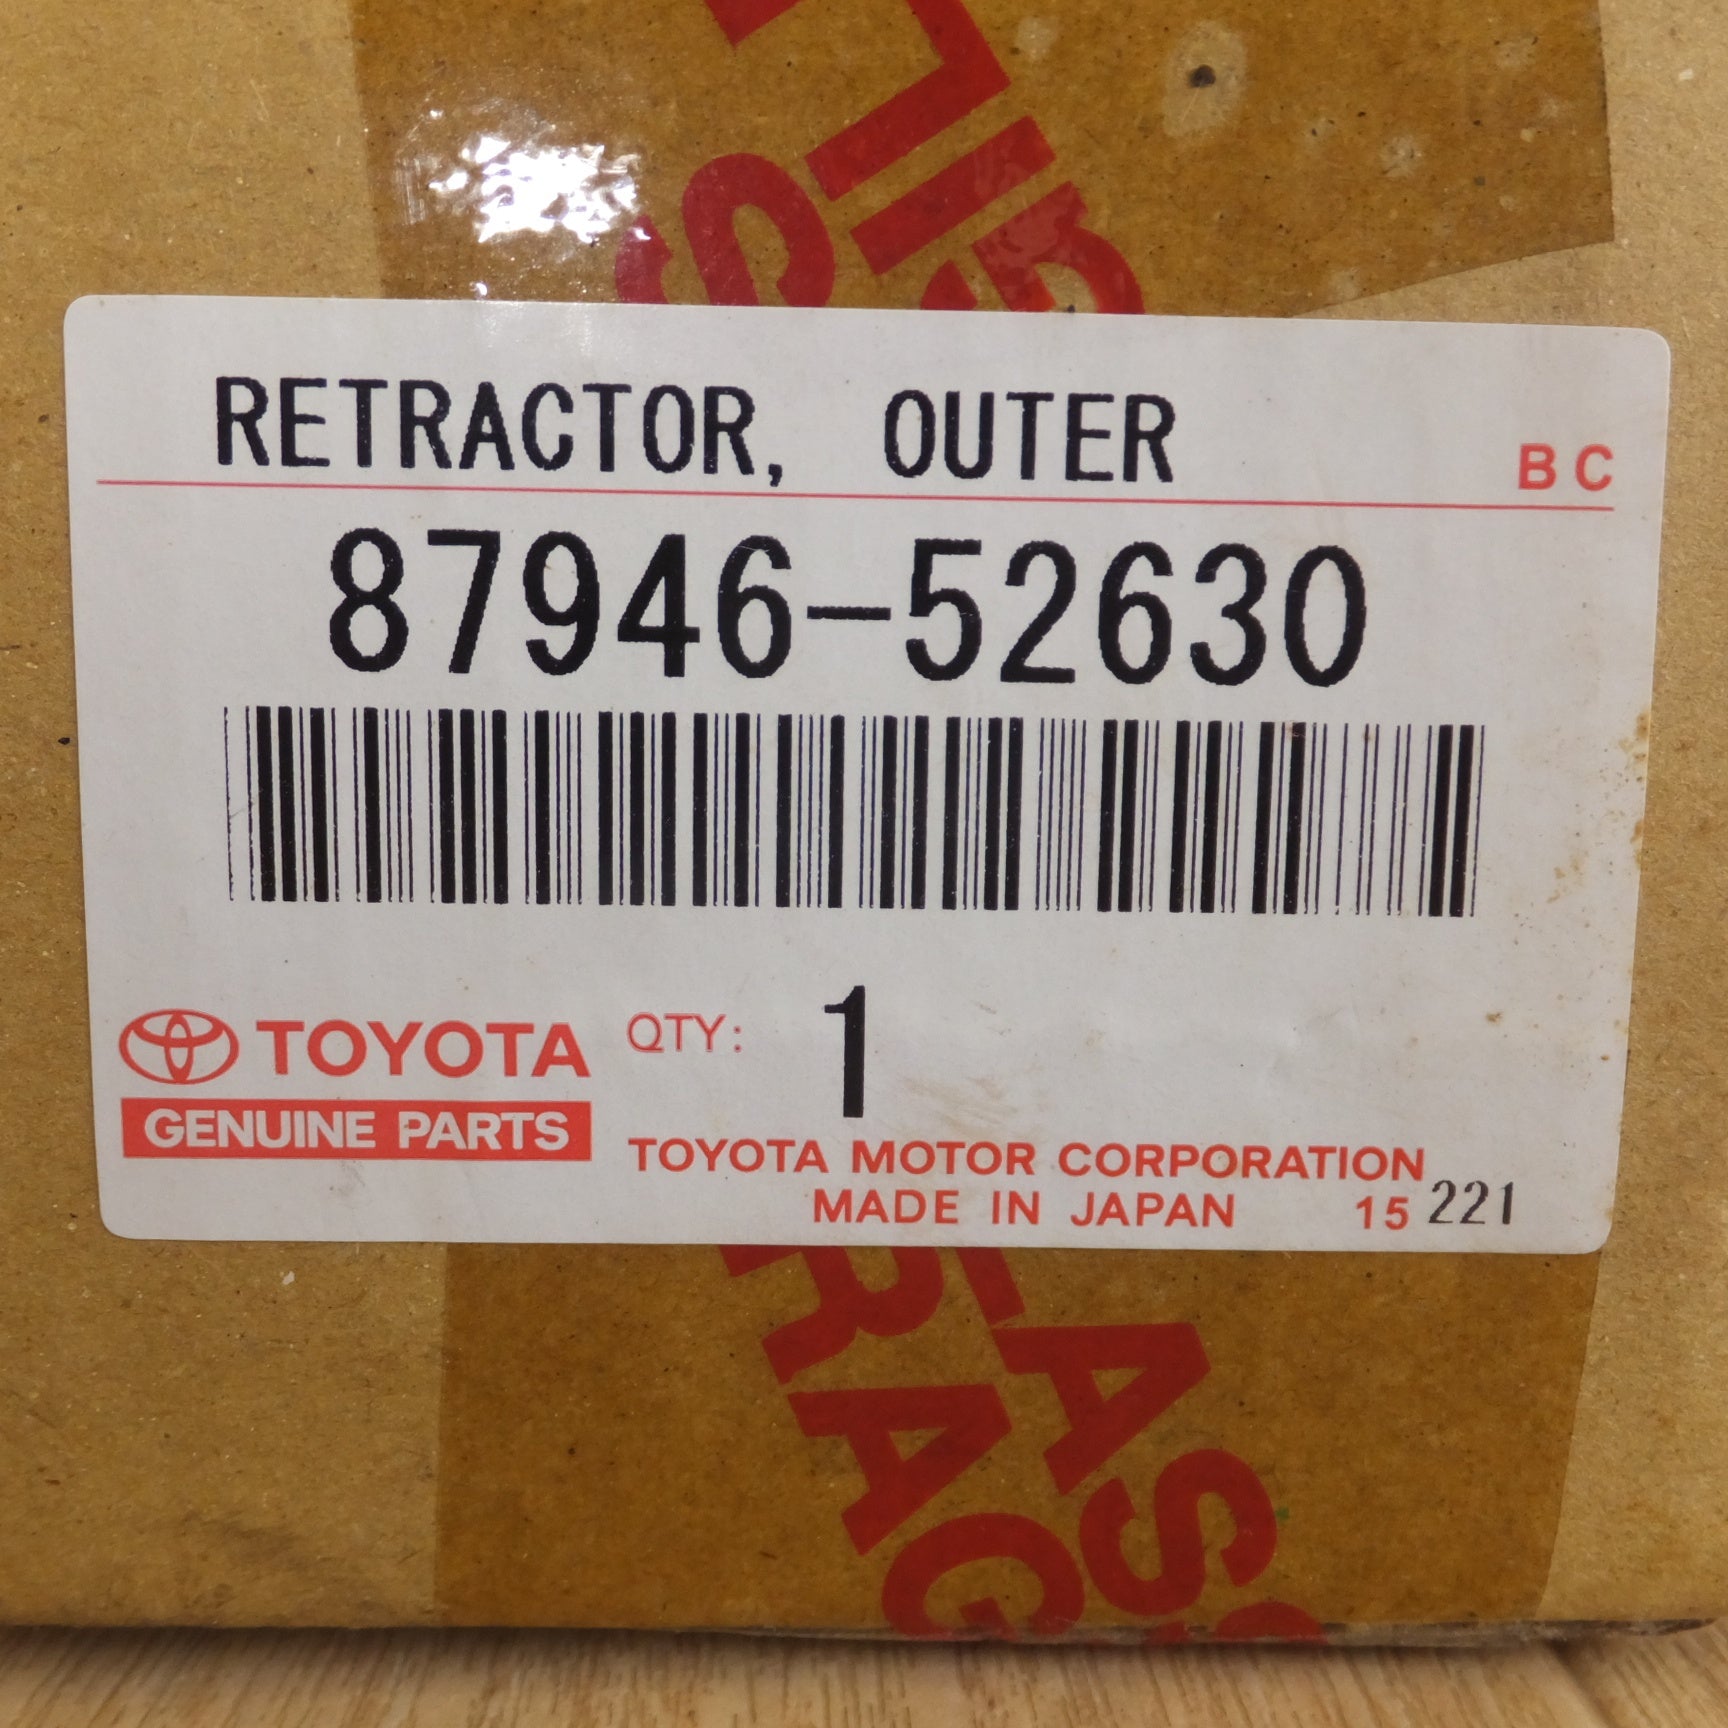 RETRACTOR, OUTER
BC
87946-52630
TOYOTA
GENUINE PARTS
QTY: 1
TOYOTA MOTOR CORPORATION
MADE IN JAPAN 15 221